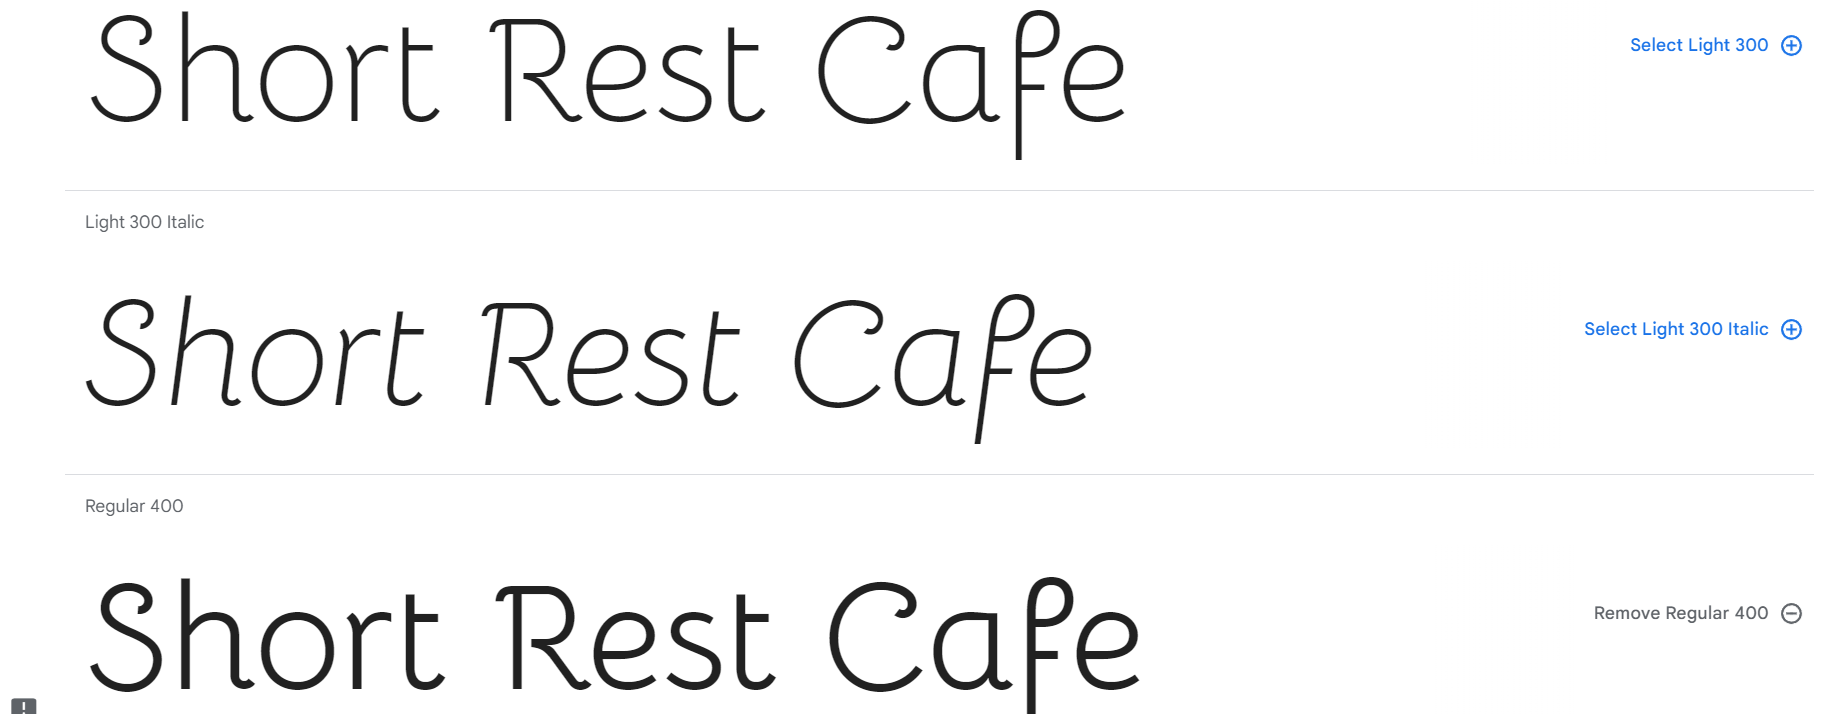 Short Rest Cafe
Select Light 300
Light 300 Italic
Short Rest Cafe
Select Light 300 Italic
Regular 400
Short Rest Cafe
Remove Regular 400